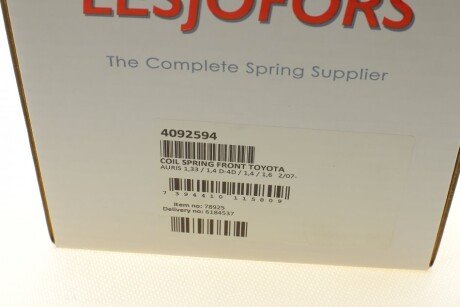 LESJÖFORS
The Complete Spring Supplier
4092594
COIL SPRING FRONT TOYOTA
AURIS 1,33 / 1,4 D-4D / 1,4 / 1,6 2/07-
7 394410 115809
Item no: 78925
Delivery no: 6184537